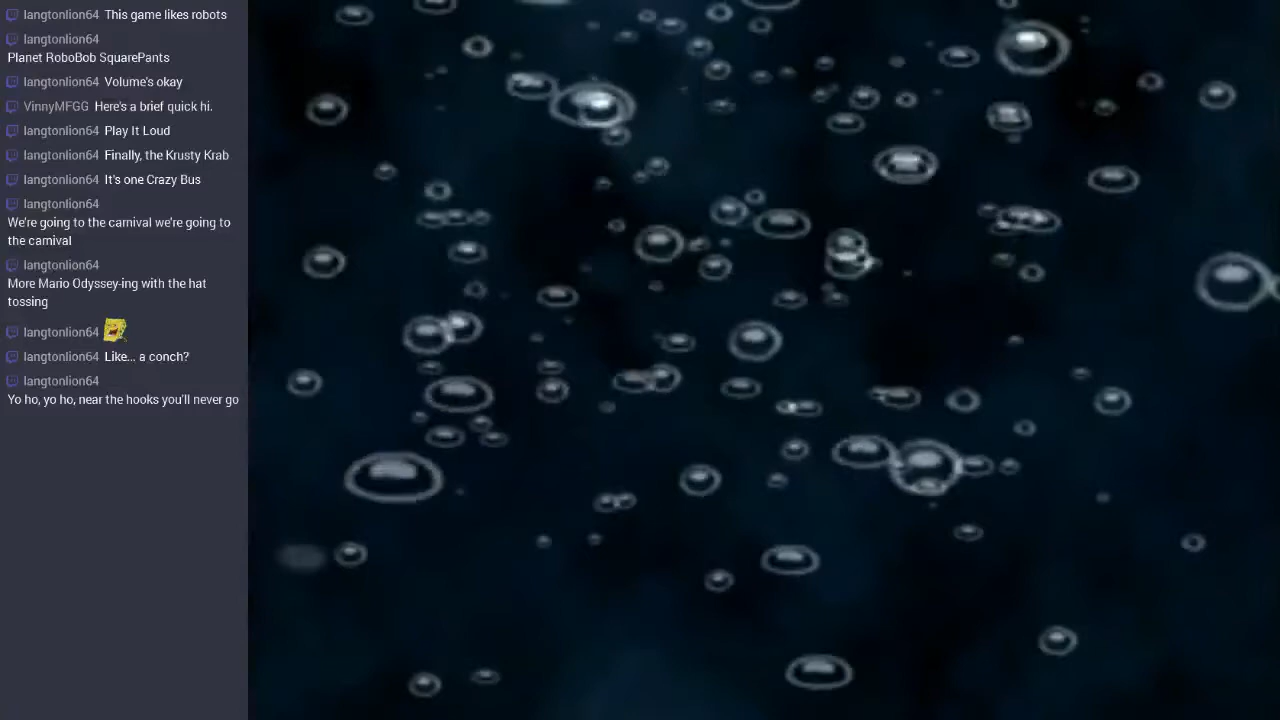 langtonlion64 This game likes robots
langtonlion64
Planet RoboBob SquarePants
langtonlion64 Volume's okay
VinnyMFGG Here's a brief quick hi.
langtonlion64 Play It Loud
langtonlion64 Finally, the Krusty Krab
langtonlion64 It's one Crazy Bus
langtonlion64
We're going to the carnival we're going to
the carnival
langtonlion64
More Mario Odyssey-ing with the hat
tossing
langtonlion64
langtonlion64 Like... a conch?
langtonlion64
Yo ho, yo ho, near the hooks you'll never go